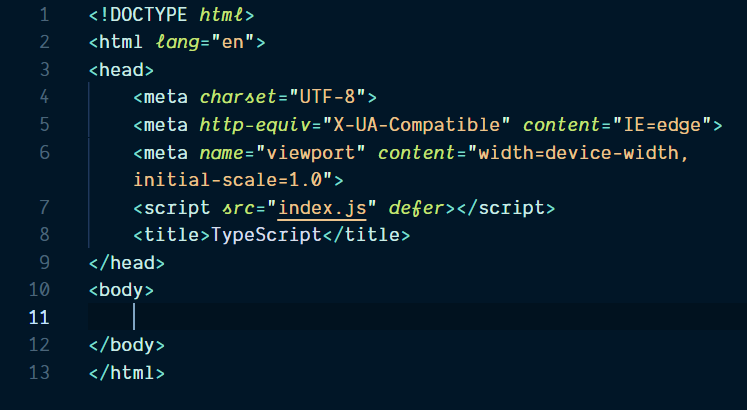 1 <!DOCTYPE html>
2 <html lang="en">
3 <head>
4 <meta charset="UTF-8">
5 <meta http-equiv="X-UA-Compatible" content="IE=edge">
6 <meta name="viewport" content="width=device-width,
initial-scale=1.0">
7 <script src="index.js" defer></script>
8 <title>TypeScript</title>
9 </head>
10 <body>
11
12 </body>
13 </html>